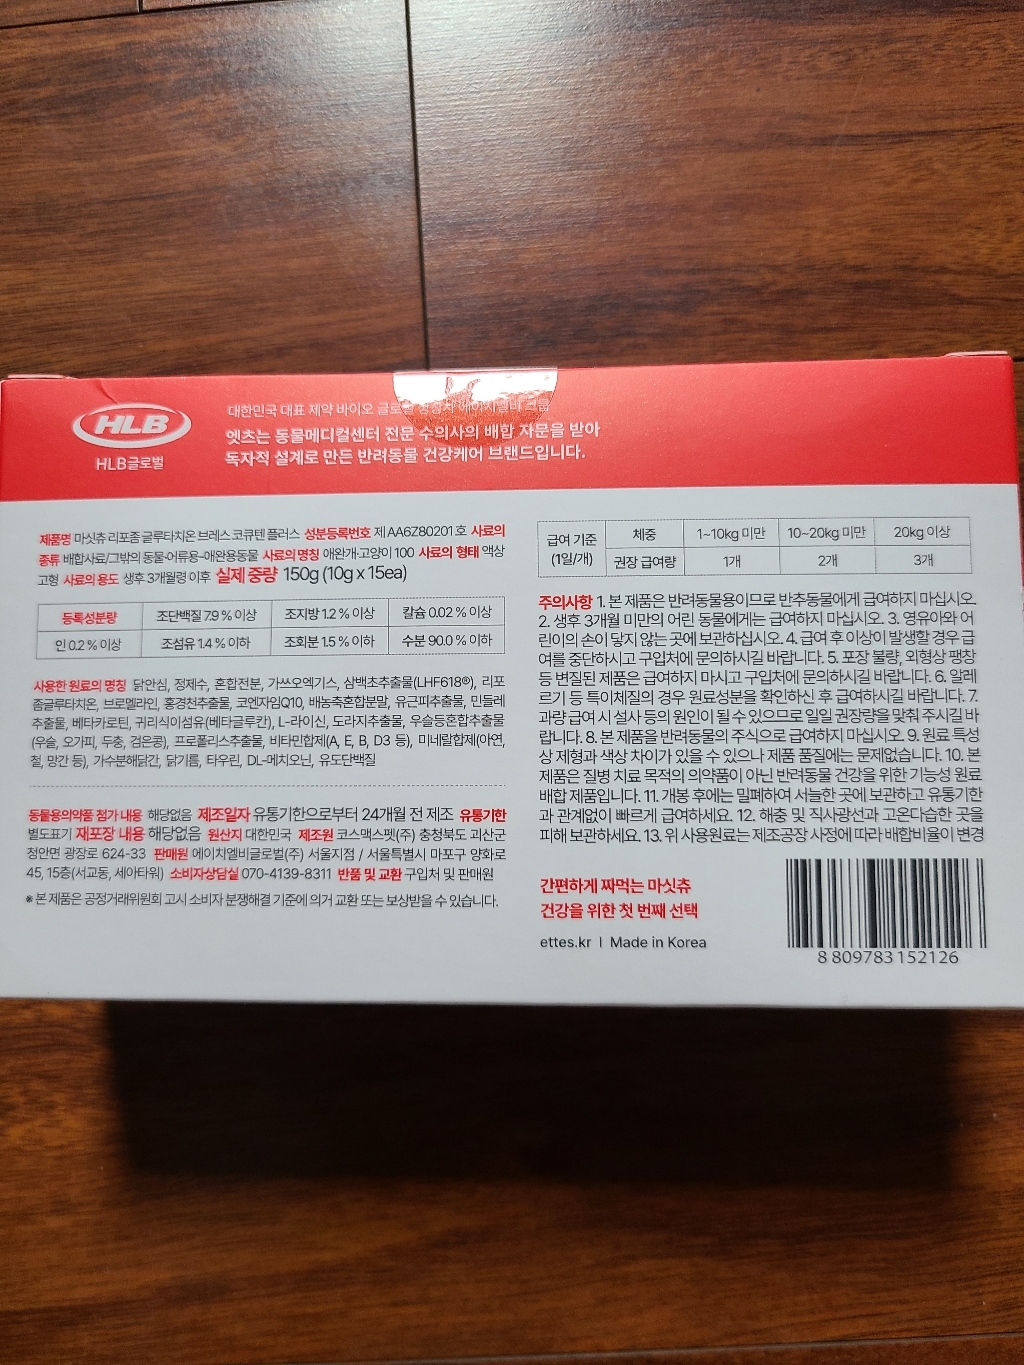 HLB
HLB글로벌
대한민국 대표 제약 바이오 글로벌
엣츠는 동물메디컬센터 전문 수의사의 배합 자문을 받아
독자적 설계로 만든 반려동물 건강케어 브랜드입니다.
제품명 마싯츄 리포좀 글루타치온 브레스 코큐텐 플러스 성분등록번호 제 AA6Z80201 호 사료의
종류 배합사료/그밖의 동물·어류용-애완용동물 사료의 명칭 애완개·고양이 100 사료의 형태 액상
고형 사료의 용도 생후 3개월령 이후 실제 중량 150g (10g x 15ea)
등록성분량 조단백질 7.9 % 이상 조지방 1.2 % 이상 칼슘 0.02 % 이상
인 0.2 % 이상 조섬유 1.4 % 이하 조회분 1.5 % 이하 수분 90.0 % 이하
사용한 원료의 명칭 닭안심, 정제수, 혼합전분, 가쓰오엑기스, 삼백초추출물(LHF618®), 리포
좀글루타치온, 브로멜라인, 홍경천추출물, 코엔자임Q10, 배농축혼합분말, 유근피추출물, 민들레
추출물, 베타카로틴, 귀리식이섬유(베타글루칸), L-라이신, 도라지추출물, 우슬등혼합추출물
(우슬, 오가피, 두충, 검은콩), 프로폴리스추출물, 비타민합제(A, E, B, D3 등), 미네랄합제(아연,
철, 망간 등), 가수분해닭간, 닭기름, 타우린, DL-메치오닌, 유도단백질
동물용의약품 첨가 내용 해당없음 제조일자 유통기한으로부터 24개월 전 제조 유통기한
별도표기 재포장 내용 해당없음 원산지 대한민국 제조원 코스맥스펫(주) 충청북도 괴산군
청안면 광장로 624-33 판매원 에이치엘비글로벌(주) 서울지점 / 서울특별시 마포구 양화로
45, 15층(서교동, 세아타워) 소비자상담실 070-4139-8311 반품 및 교환 구입처 및 판매원
※ 본 제품은 공정거래위원회 고시 소비자 분쟁해결 기준에 의거 교환 또는 보상받을 수 있습니다.
급여 기준 체중 1~10kg 미만 10~20kg 미만 20kg 이상
(1일/개) 권장 급여량 1개 2개 3개
주의사항 1. 본 제품은 반려동물용이므로 반추동물에게 급여하지 마십시오.
2. 생후 3개월 미만의 어린 동물에게는 급여하지 마십시오. 3. 영유아와 어
린이의 손이 닿지 않는 곳에 보관하십시오. 4. 급여 후 이상이 발생할 경우 급
여를 중단하시고 구입처에 문의하시길 바랍니다. 5. 포장 불량, 외형상 팽창
등 변질된 제품은 급여하지 마시고 구입처에 문의하시길 바랍니다. 6. 알레
르기 등 특이체질의 경우 원료성분을 확인하신 후 급여하시길 바랍니다. 7.
과량 급여 시 설사 등의 원인이 될 수 있으므로 일일 권장량을 맞춰 주시길 바
랍니다. 8. 본 제품을 반려동물의 주식으로 급여하지 마십시오. 9. 원료 특성
상 제형과 색상 차이가 있을 수 있으나 제품 품질에는 문제없습니다. 10. 본
제품은 질병 치료 목적의 의약품이 아닌 반려동물 건강을 위한 기능성 원료
배합 제품입니다. 11. 개봉 후에는 밀폐하여 서늘한 곳에 보관하고 유통기한
과 관계없이 빠르게 급여하세요. 12. 해충 및 직사광선과 고온다습한 곳을
피해 보관하세요. 13. 위 사용원료는 제조공장 사정에 따라 배합비율이 변경
간편하게 짜먹는 마싯츄
건강을 위한 첫 번째 선택
ettes.kr | Made in Korea
8 809783 152126